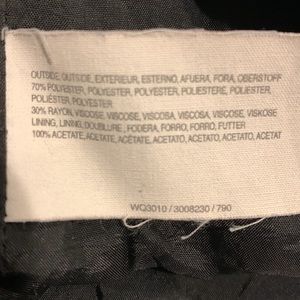 OUTSIDE, OUTSIDE, EXTERIEUR, ESTERNO, AFUERA, FORA, OBERSTOFF
70% POLYESTER, POLYESTER, POLYESTER, POLIESTERE, POLIESTER,
POLIÉSTER, POLYESTER
30% RAYON, VISCOSE, VISCOSE, VISCOSA, VISCOSA, VISCOSE, VISKOSE
LINING, LINING, DOUBLURE, FODERA, FORRO, FORRO, FUTTER
100% ACETATE, ACETATE, ACÉTATE, ACETATO, ACETATO, ACETATO, ACETAT
WQ3010 / 3008230 / 790